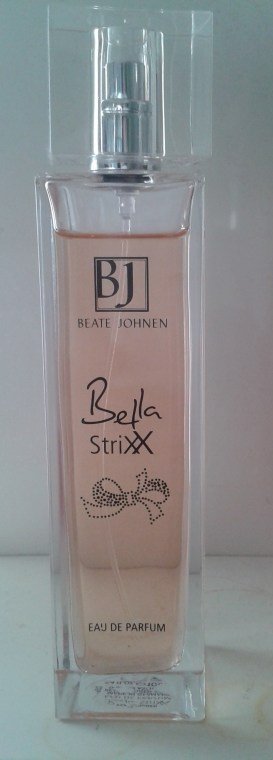 BJ
BEATE JOHNEN
Bella
StriXX
EAU DE PARFUM